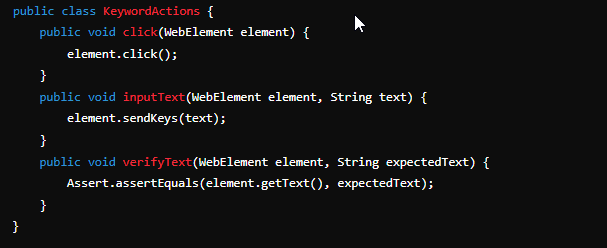 public class KeywordActions {
    public void click(WebElement element) {
        element.click();
    }
    public void inputText(WebElement element, String text) {
        element.sendKeys(text);
    }
    public void verifyText(WebElement element, String expectedText) {
        Assert.assertEquals(element.getText(), expectedText);
    }
}